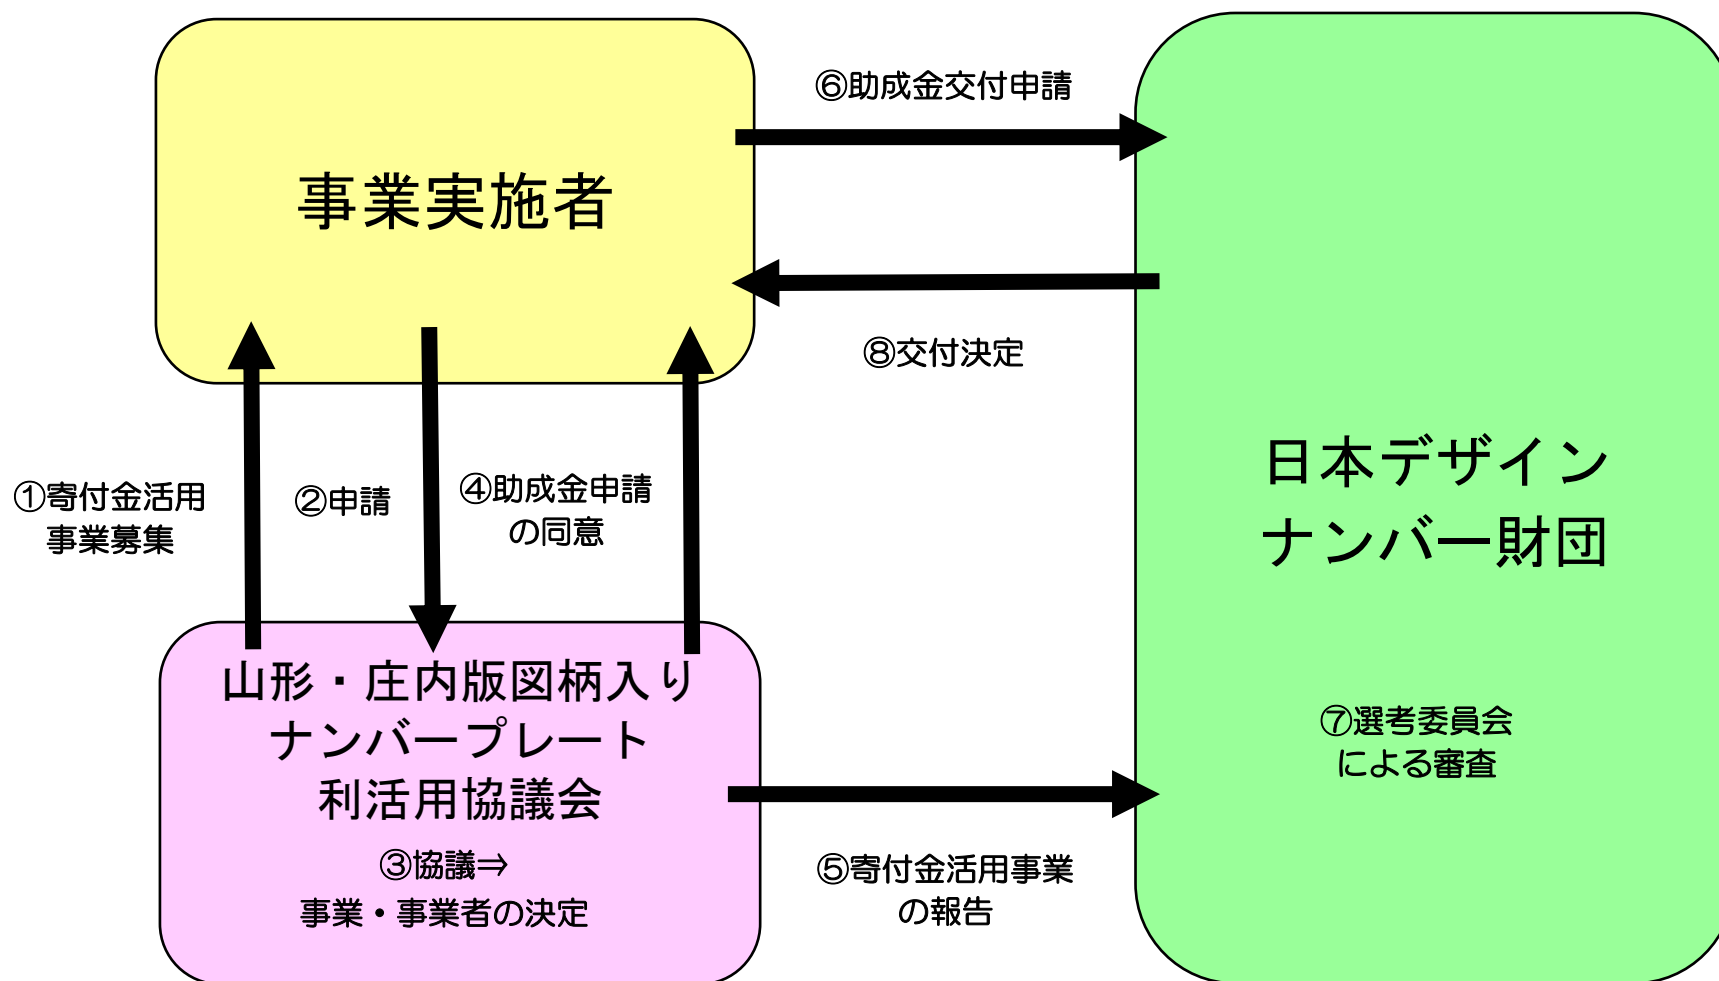 事業実施者
⑥助成金交付申請
⑧交付決定
①寄付金活用
事業募集
②申請
④助成金申請
の同意
日本デザイン
ナンバー財団
⑦選考委員会
による審査
山形・庄内版図柄入り
ナンバープレート
利活用協議会
③協議⇒
事業・事業者の決定
⑤寄付金活用事業
の報告